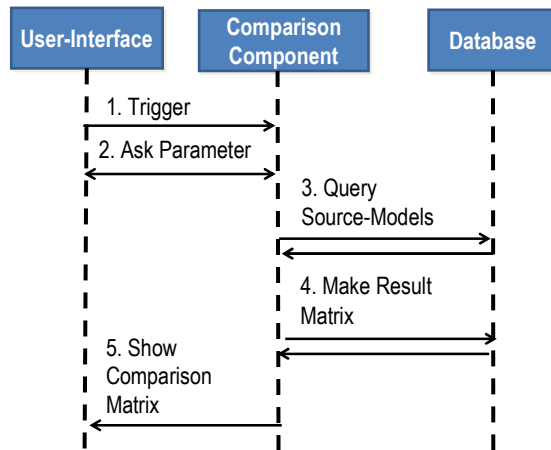 User-Interface
Comparison
Component
Database
1. Trigger
2. Ask Parameter
3. Query
Source-Models
4. Make Result
Matrix
5. Show
Comparison
Matrix